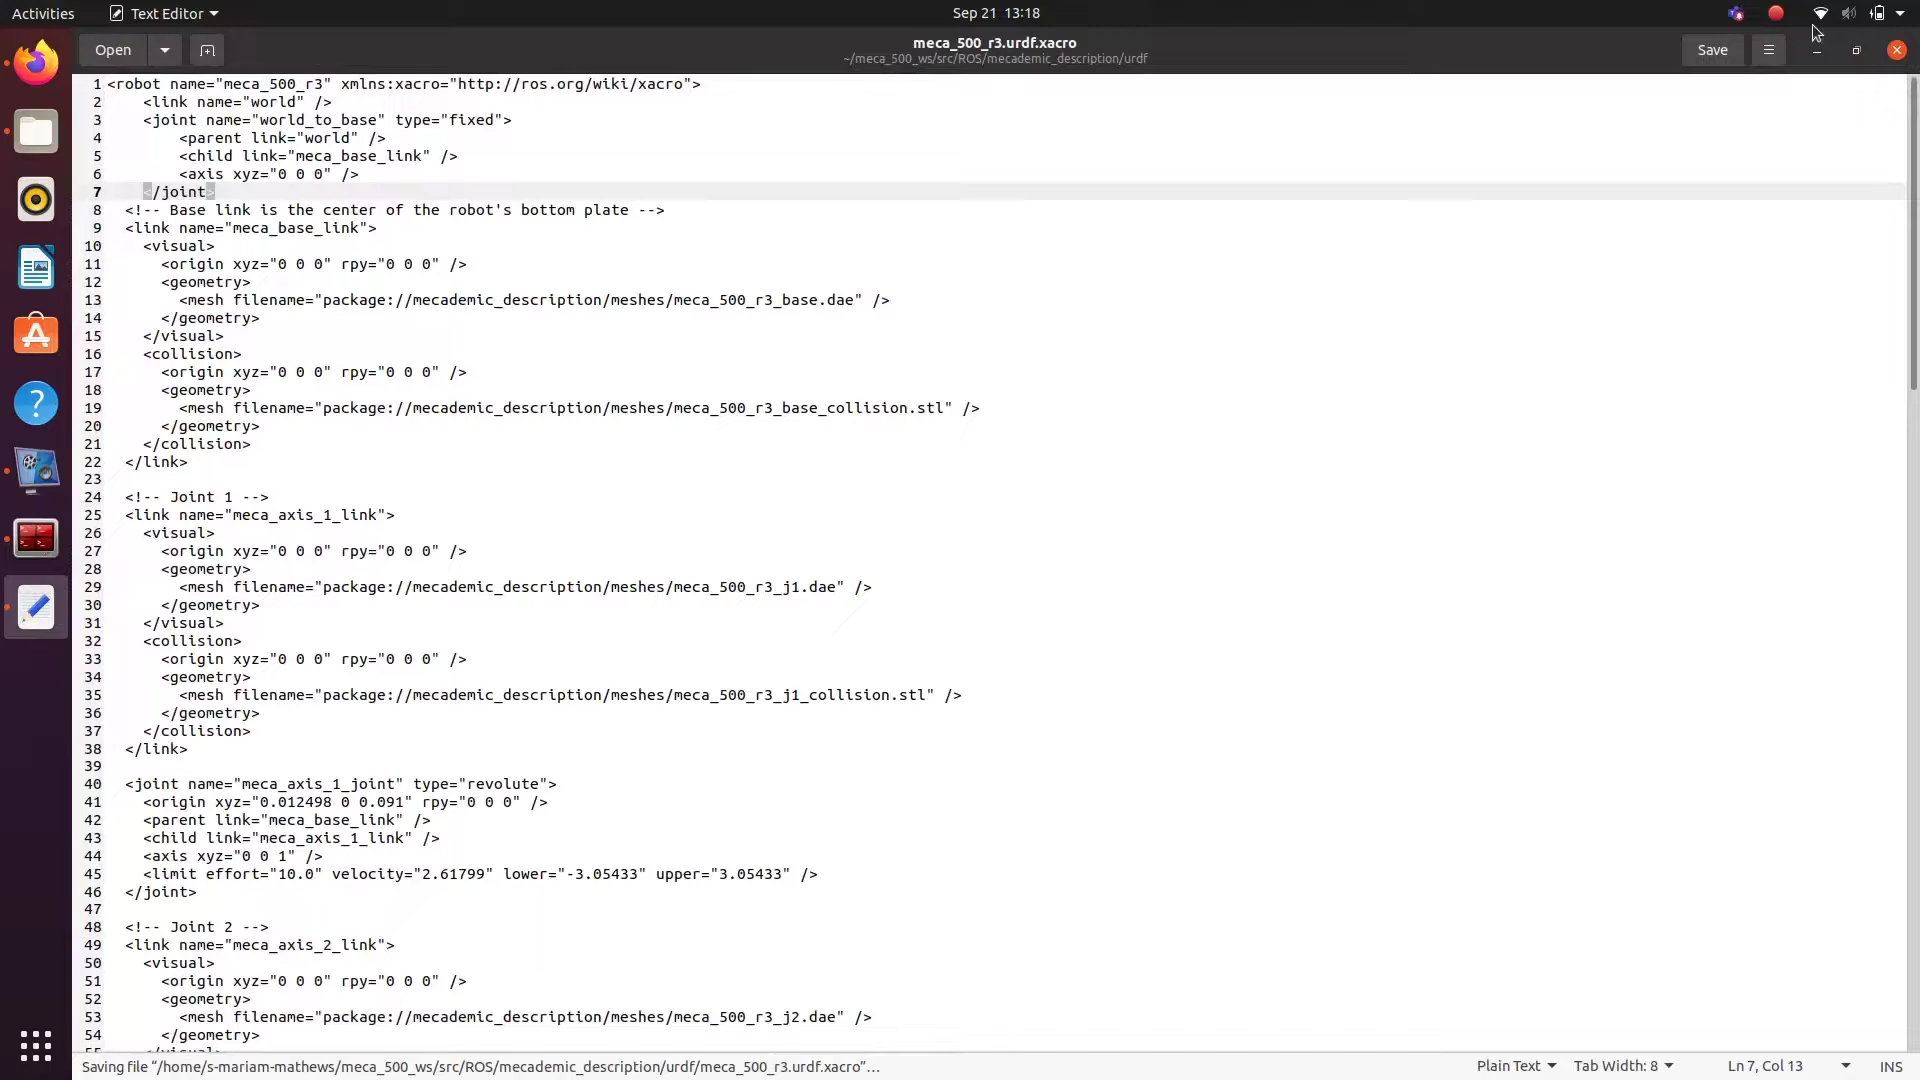 Activities Text Editor Sep 21 13:18
Open meca_500_r3.urdf.xacro Save
~/meca_500_ws/src/ROS/mecademic_description/urdf
1 <robot name="meca_500_r3" xmlns:xacro="http://ros.org/wiki/xacro">
2     <link name="world" />
3     <joint name="world_to_base" type="fixed">
4         <parent link="world" />
5         <child link="meca_base_link" />
6         <axis xyz="0 0 0" />
7     </joint>
8   <!-- Base link is the center of the robot's bottom plate -->
9   <link name="meca_base_link">
10     <visual>
11       <origin xyz="0 0 0" rpy="0 0 0" />
12       <geometry>
13         <mesh filename="package://mecademic_description/meshes/meca_500_r3_base.dae" />
14       </geometry>
15     </visual>
16     <collision>
17       <origin xyz="0 0 0" rpy="0 0 0" />
18       <geometry>
19         <mesh filename="package://mecademic_description/meshes/meca_500_r3_base_collision.stl" />
20       </geometry>
21     </collision>
22   </link>
23
24   <!-- Joint 1 -->
25   <link name="meca_axis_1_link">
26     <visual>
27       <origin xyz="0 0 0" rpy="0 0 0" />
28       <geometry>
29         <mesh filename="package://mecademic_description/meshes/meca_500_r3_j1.dae" />
30       </geometry>
31     </visual>
32     <collision>
33       <origin xyz="0 0 0" rpy="0 0 0" />
34       <geometry>
35         <mesh filename="package://mecademic_description/meshes/meca_500_r3_j1_collision.stl" />
36       </geometry>
37     </collision>
38   </link>
39
40   <joint name="meca_axis_1_joint" type="revolute">
41     <origin xyz="0.012498 0 0.091" rpy="0 0 0" />
42     <parent link="meca_base_link" />
43     <child link="meca_axis_1_link" />
44     <axis xyz="0 0 1" />
45     <limit effort="10.0" velocity="2.61799" lower="-3.05433" upper="3.05433" />
46   </joint>
47
48   <!-- Joint 2 -->
49   <link name="meca_axis_2_link">
50     <visual>
51       <origin xyz="0 0 0" rpy="0 0 0" />
52       <geometry>
53         <mesh filename="package://mecademic_description/meshes/meca_500_r3_j2.dae" />
54       </geometry>
55     </visual>
Saving file “/home/s-mariam-mathews/meca_500_ws/src/ROS/mecademic_description/urdf/meca_500_r3.urdf.xacro”… Plain Text Tab Width: 8 Ln 7, Col 13 INS